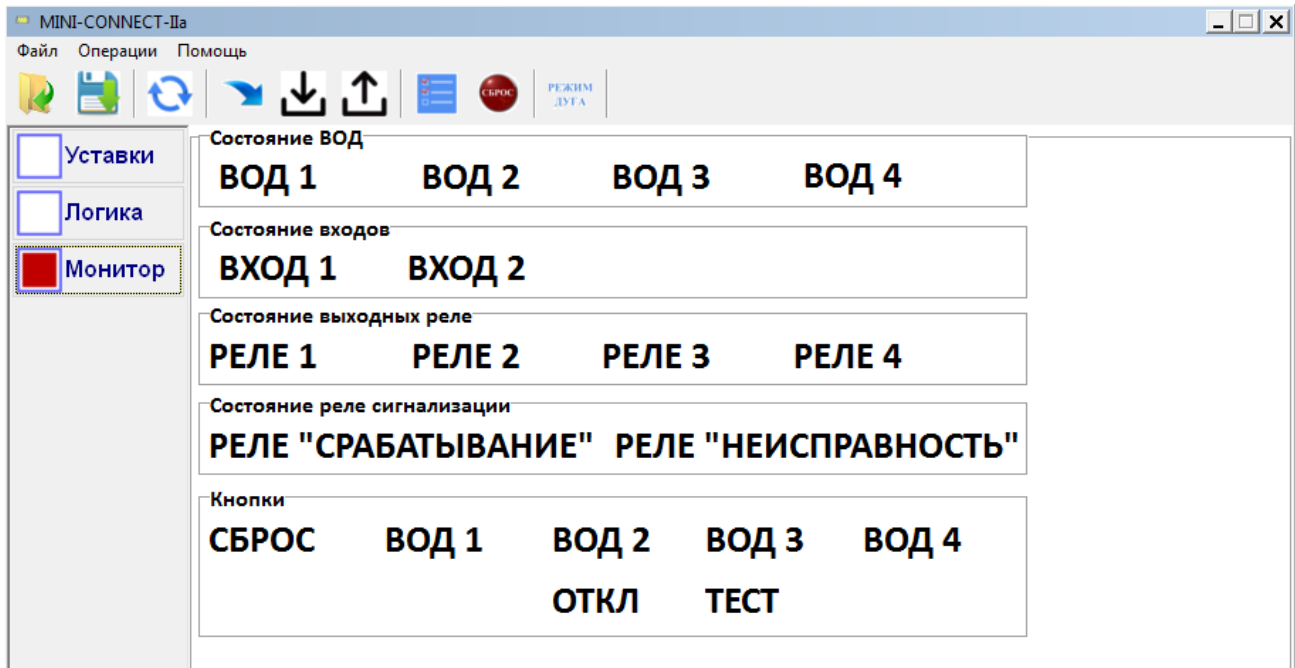 MINI-CONNECT-IIa
Файл Операции Помощь
СБРОС
РЕЖИМ
ДУГА
Уставки
Логика
Монитор
Состояние ВОД
ВОД 1 ВОД 2 ВОД 3 ВОД 4
Состояние входов
ВХОД 1 ВХОД 2
Состояние выходных реле
РЕЛЕ 1 РЕЛЕ 2 РЕЛЕ 3 РЕЛЕ 4
Состояние реле сигнализации
РЕЛЕ "СРАБАТЫВАНИЕ" РЕЛЕ "НЕИСПРАВНОСТЬ"
Кнопки
СБРОС ВОД 1 ВОД 2 ВОД 3 ВОД 4
ОТКЛ ТЕСТ